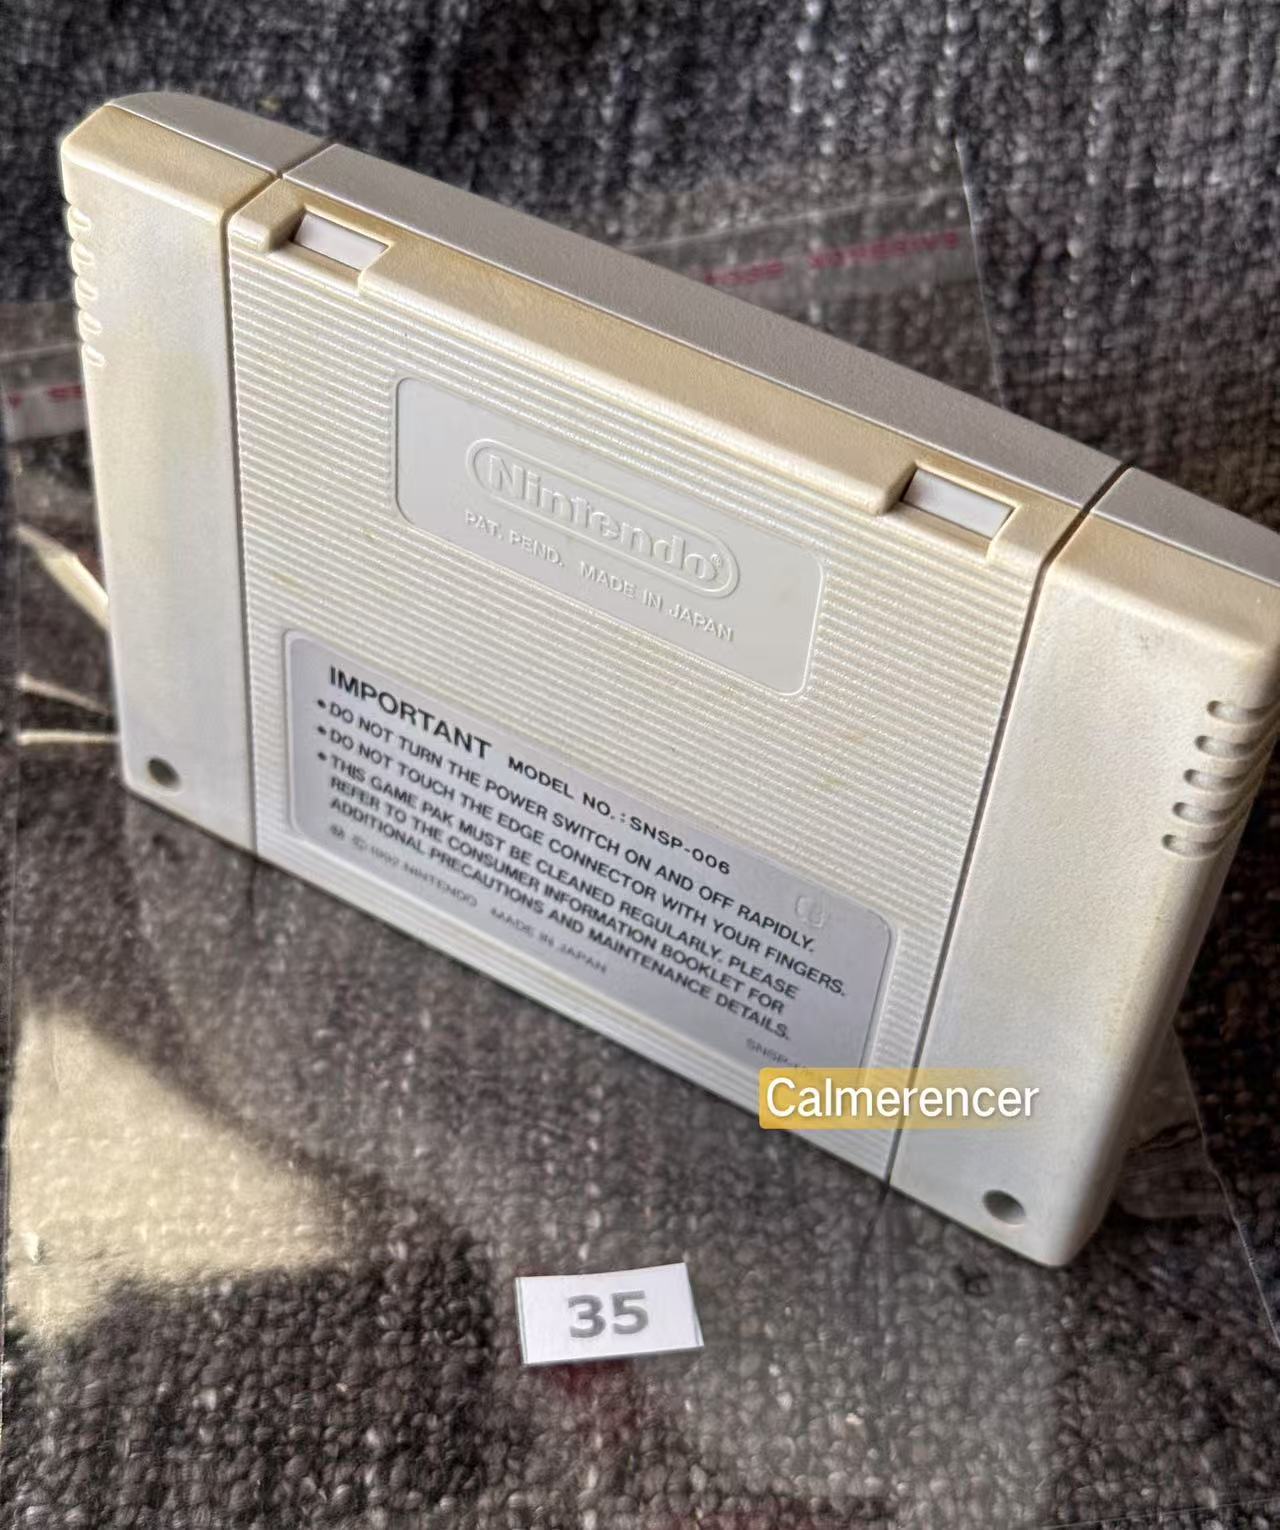 Nintendo®
PAT. PEND. MADE IN JAPAN
IMPORTANT MODEL NO.:SNSP-006
•DO NOT TURN THE POWER SWITCH ON AND OFF RAPIDLY.
•DO NOT TOUCH THE EDGE CONNECTOR WITH YOUR FINGERS.
•THIS GAME PAK MUST BE CLEANED REGULARLY. PLEASE
REFER TO THE CONSUMER INFORMATION BOOKLET FOR
ADDITIONAL PRECAUTIONS AND MAINTENANCE DETAILS.
©1992 NINTENDO MADE IN JAPAN
Calmerencer
35